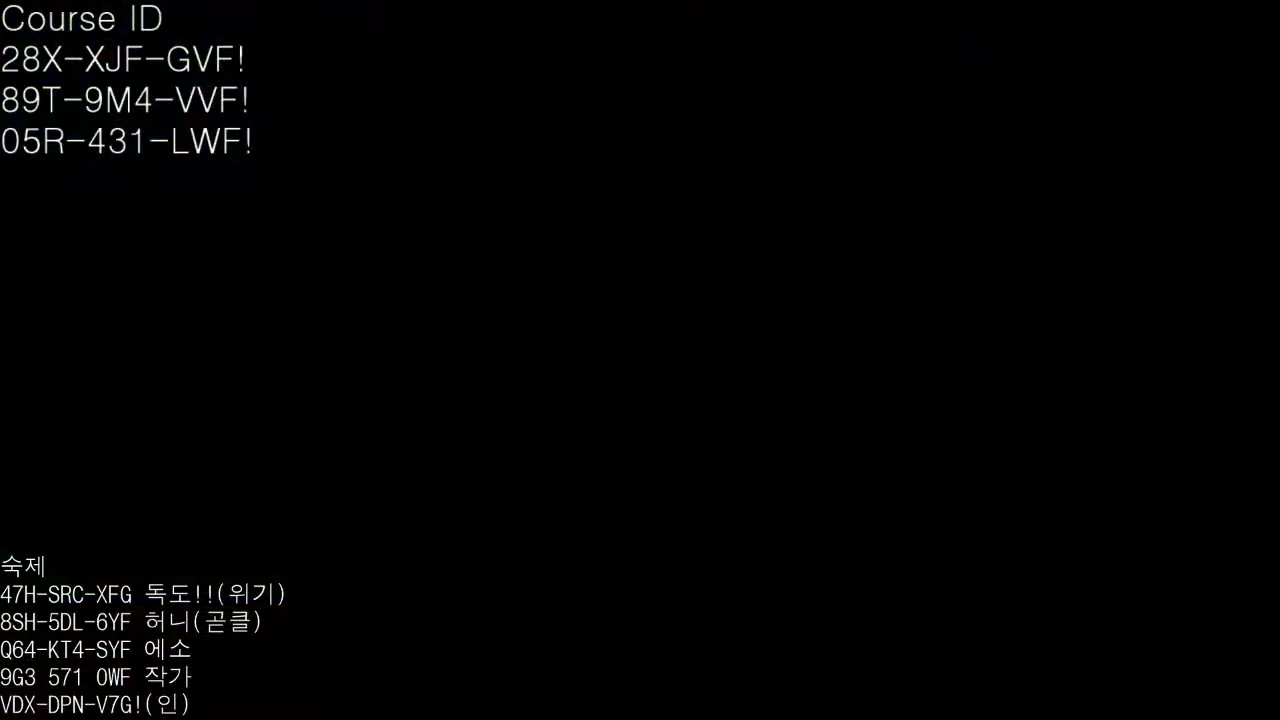 Course ID
28X-XJF-GVF!
89T-9M4-VVF!
05R-431-LWF!
숙제
47H-SRC-XFG 독도!!(위기)
8SH-5DL-6YF 허니(곧클)
Q64-KT4-SYF 에소
9G3 571 0WF 작가
VDX-DPN-V7G!(인)